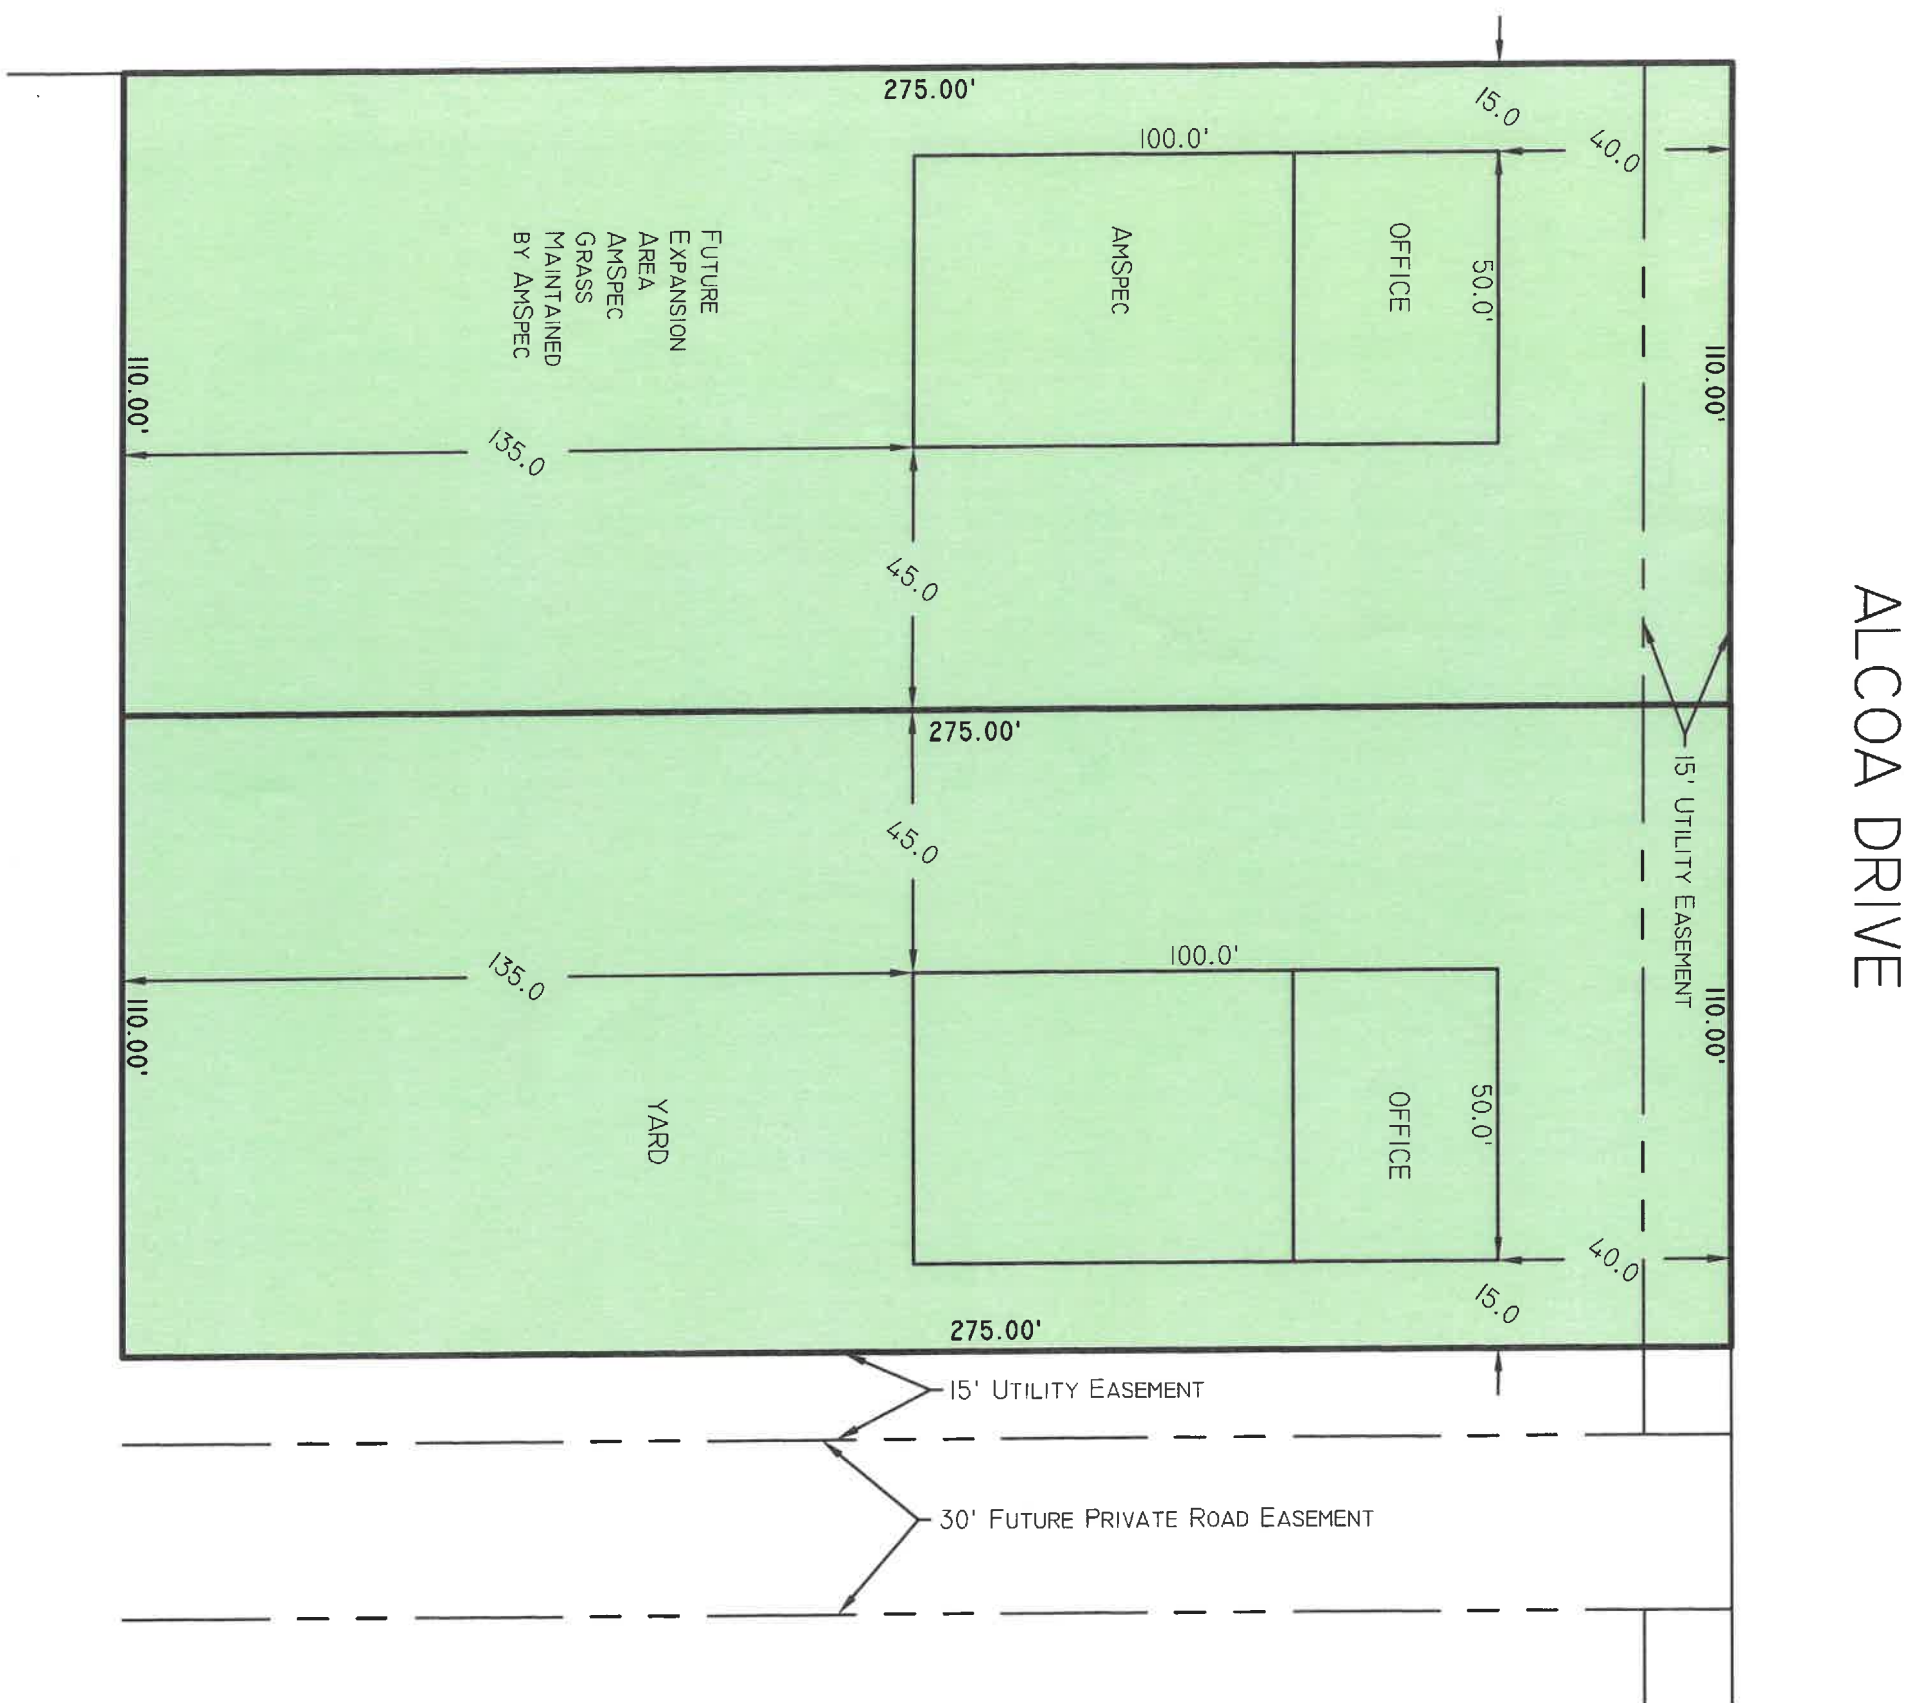 275.00'
15.0
40.0
100.0'
OFFICE
50.0'
AMSPEC
FUTURE
EXPANSION
AREA
AMSPEC
GRASS
MAINTAINED
BY AMSPEC
110.00'
110.00'
135.0
45.0
ALCOA DRIVE
275.00'
15' UTILITY EASEMENT
45.0
100.0'
135.0
110.00'
110.00'
50.0'
OFFICE
YARD
40.0
15.0
275.00'
15' UTILITY EASEMENT
30' FUTURE PRIVATE ROAD EASEMENT